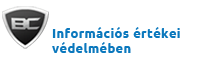 BC
Információs értékei
védelmében